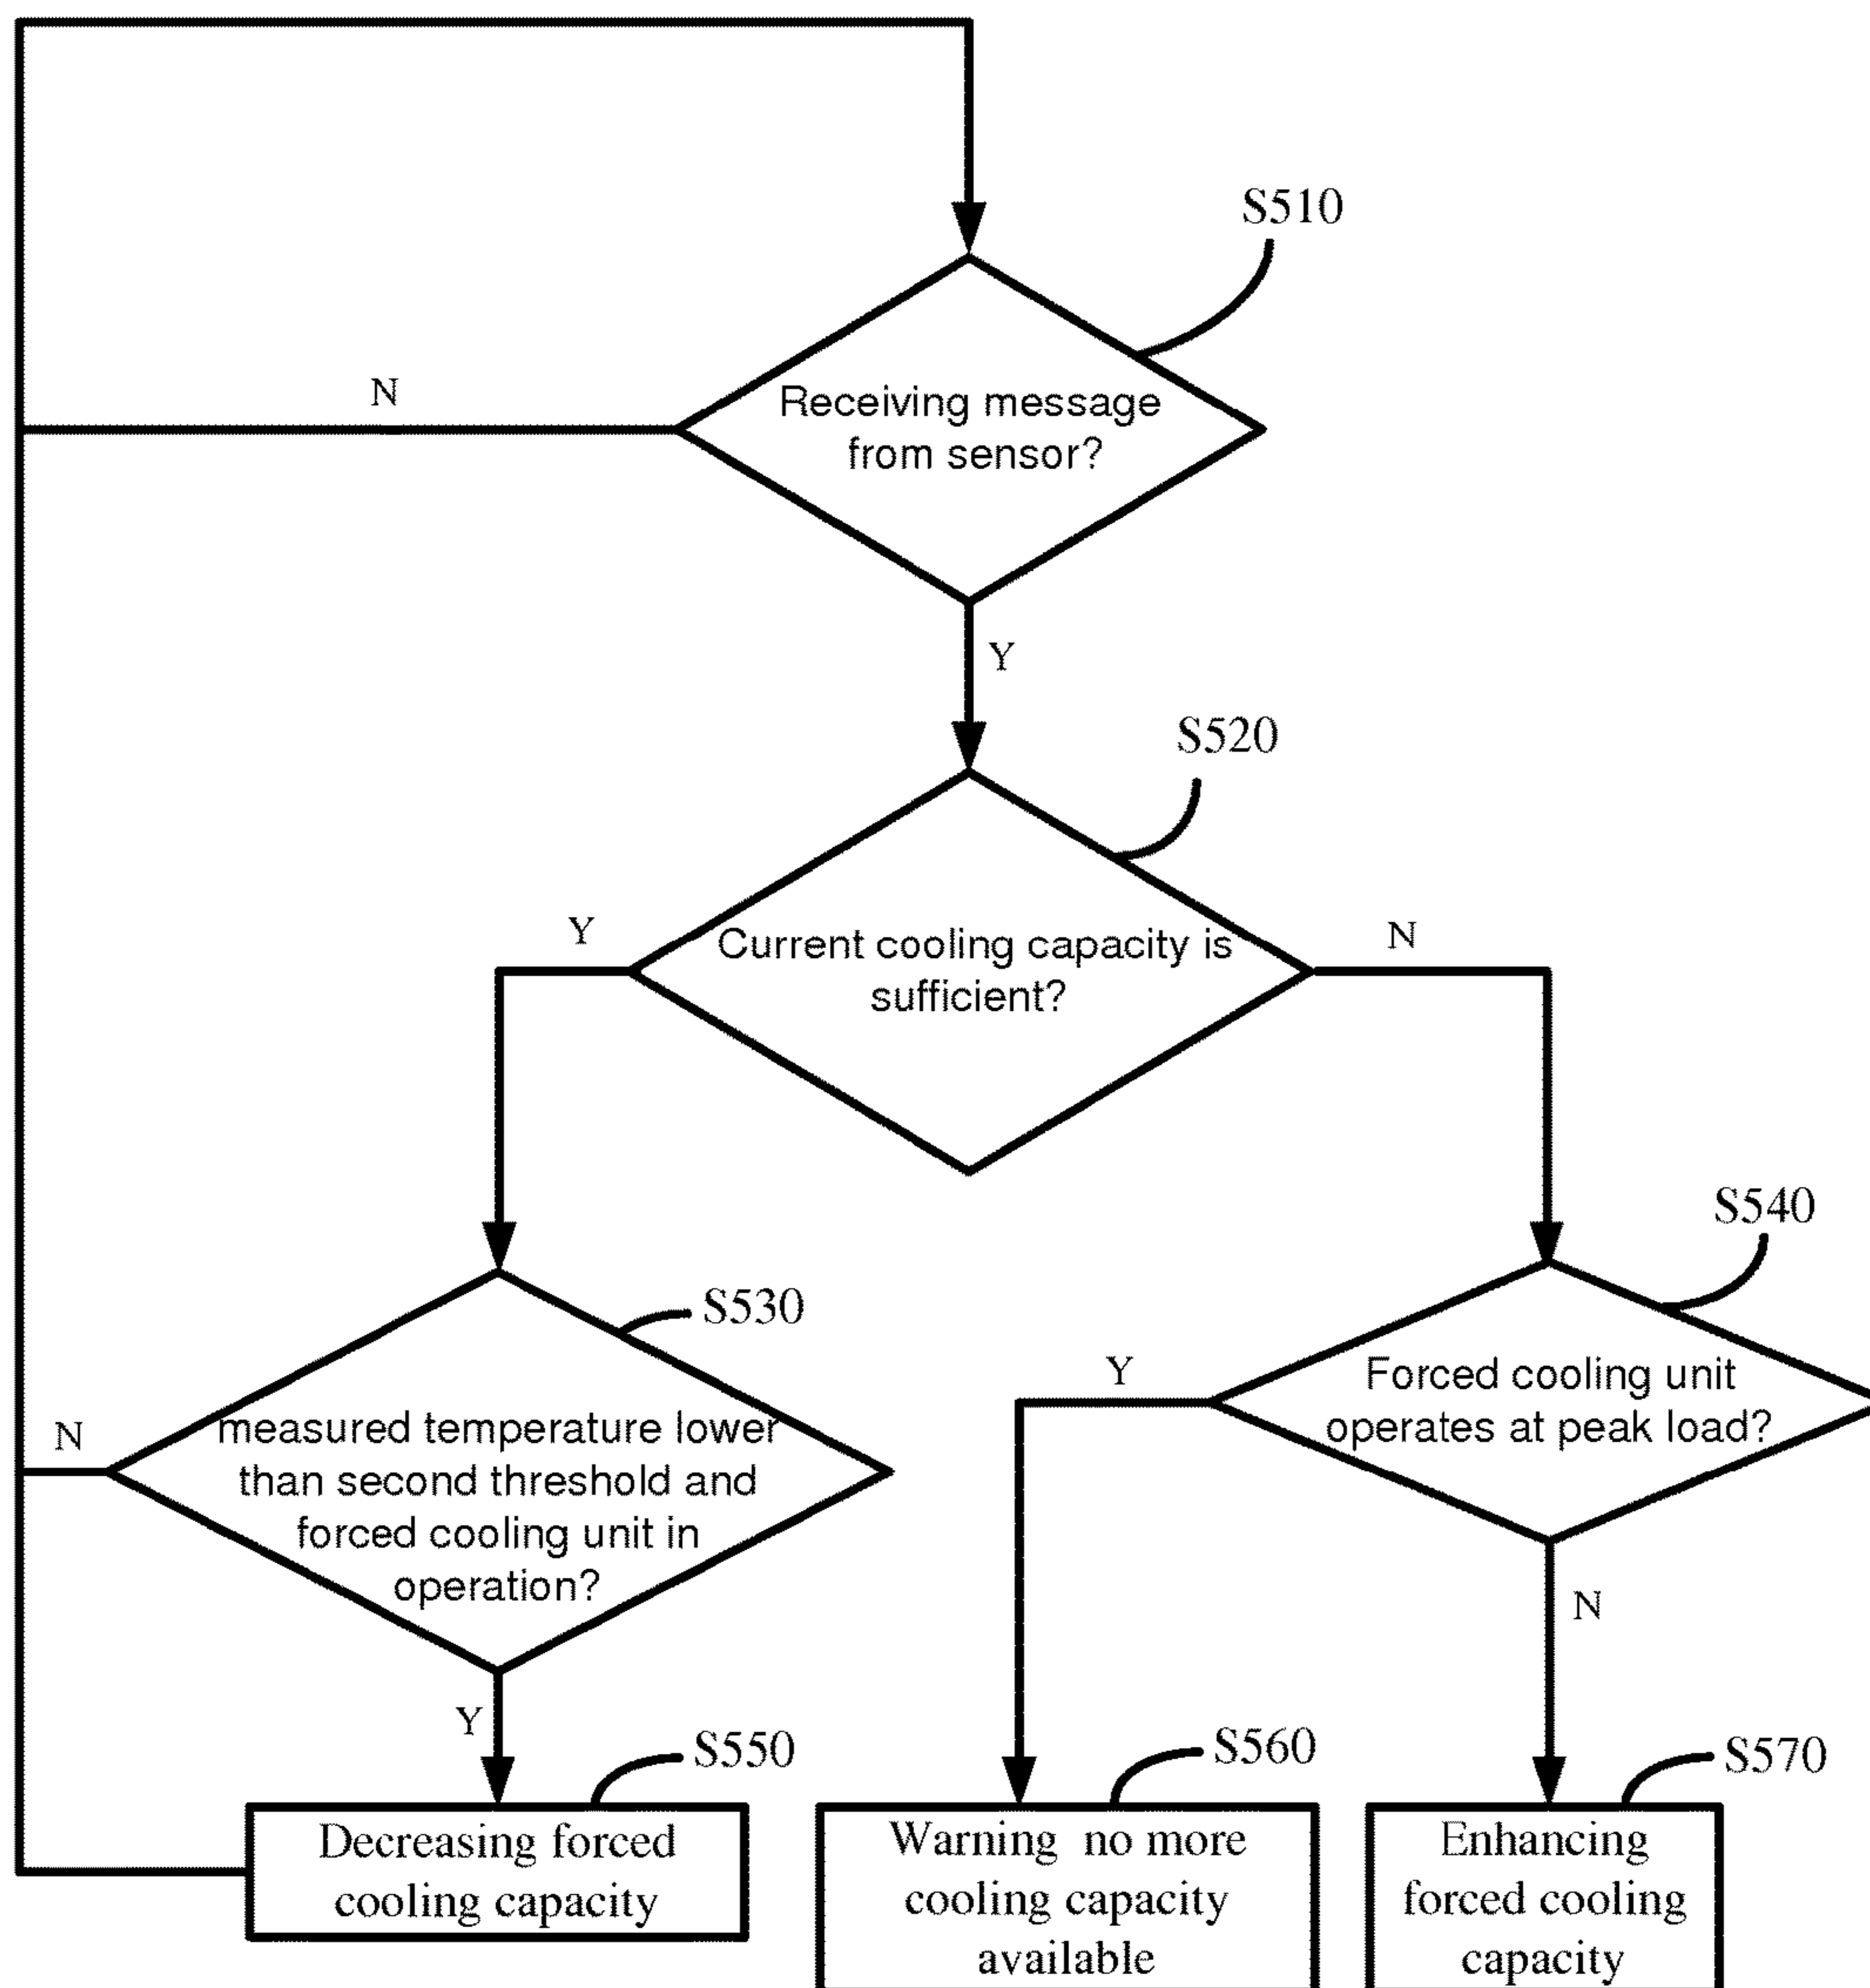 S510
N
Receiving message
from sensor?
Y
S520
Y
N
Current cooling capacity is
sufficient?
S540
S530
Y
Forced cooling unit
operates at peak load?
N
measured temperature lower
than second threshold and
forced cooling unit in
operation?
N
Y
S550
S560
S570
Decreasing forced
cooling capacity
Warning no more
cooling capacity
available
Enhancing
forced cooling
capacity